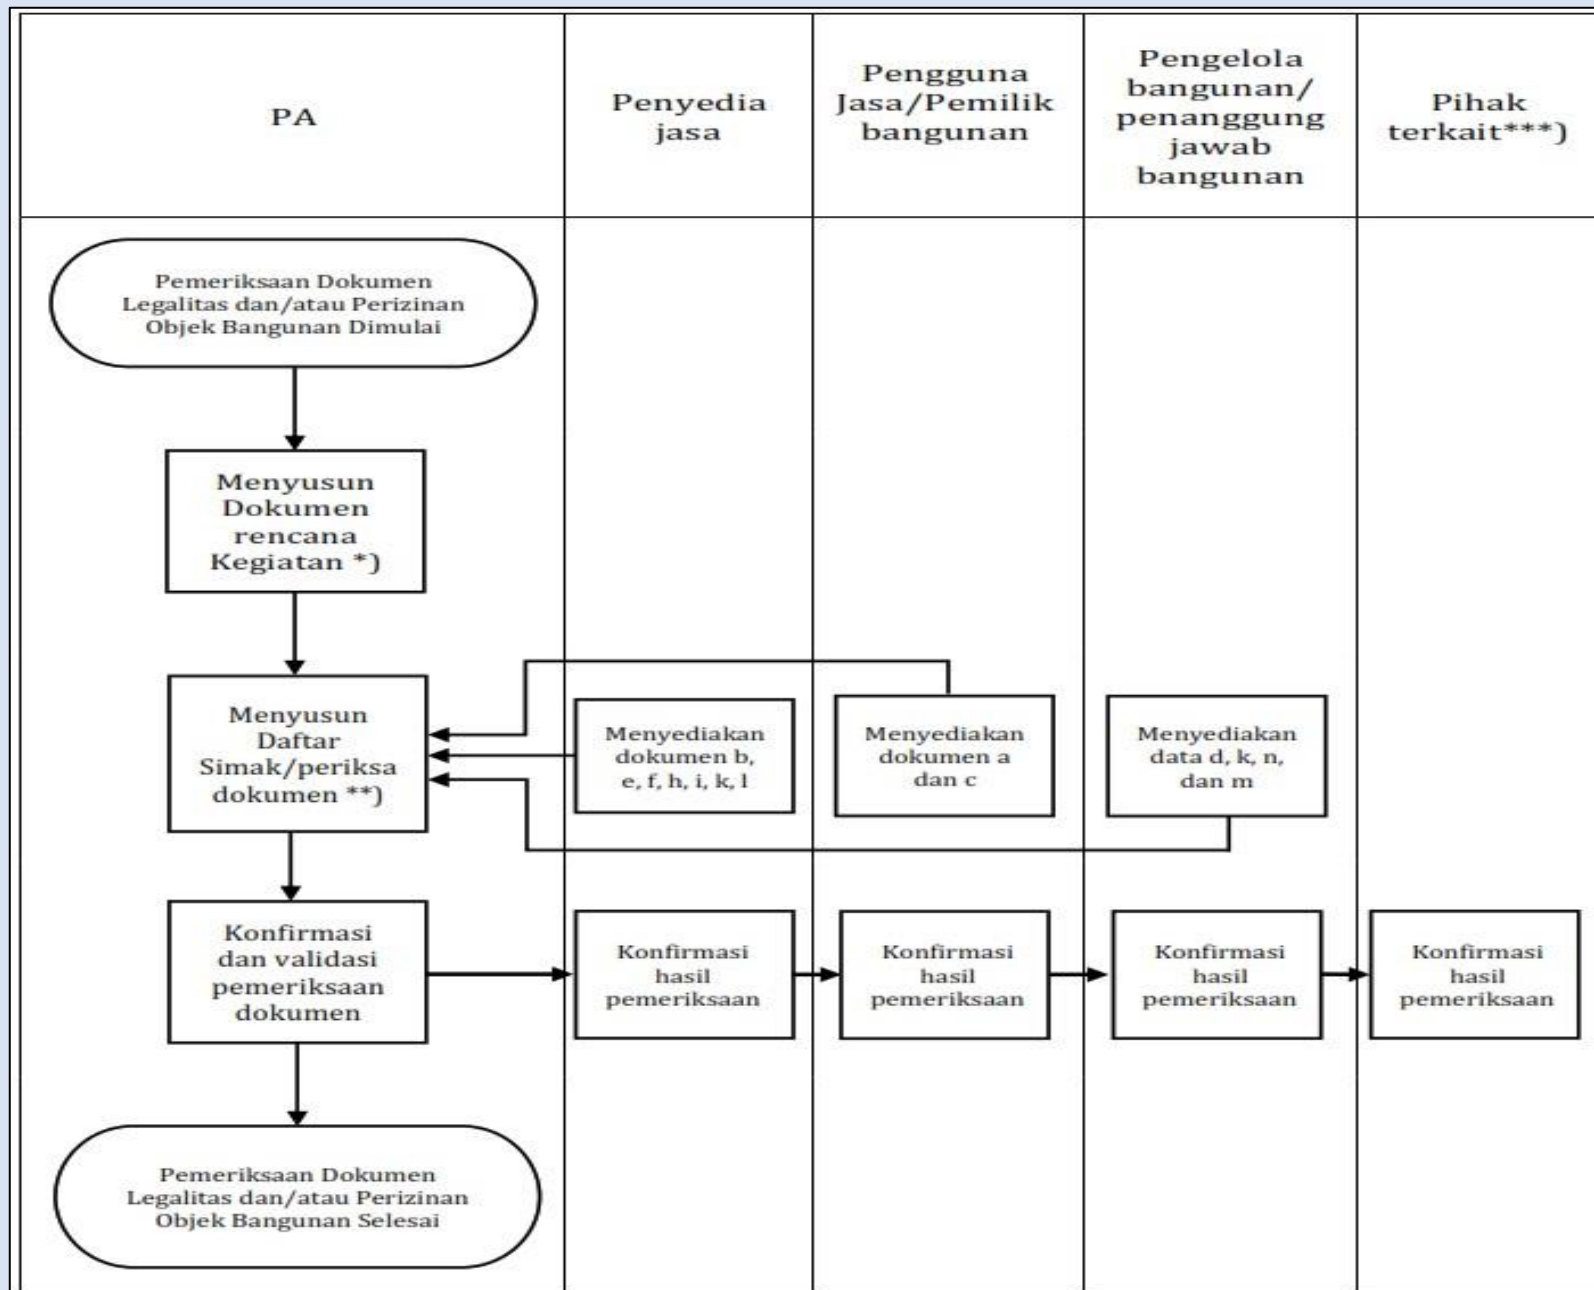 PA
Penyedia
jasa
Pengguna
Jasa/Pemilik
bangunan
Pengelola
bangunan/
penanggung
jawab
bangunan
Pihak
terkait***)
Pemeriksaan Dokumen
Legalitas dan/atau Perizinan
Objek Bangunan Dimulai
Menyusun
Dokumen
rencana
Kegiatan *)
Menyusun
Daftar
Simak/periksa
dokumen **)
Menyediakan
dokumen b,
e, f, h, i, k, l
Menyediakan
dokumen a
dan c
Menyediakan
data d, k, n,
dan m
Konfirmasi
dan validasi
pemeriksaan
dokumen
Konfirmasi
hasil
pemeriksaan
Konfirmasi
hasil
pemeriksaan
Konfirmasi
hasil
pemeriksaan
Konfirmasi
hasil
pemeriksaan
Pemeriksaan Dokumen
Legalitas dan/atau Perizinan
Objek Bangunan Selesai